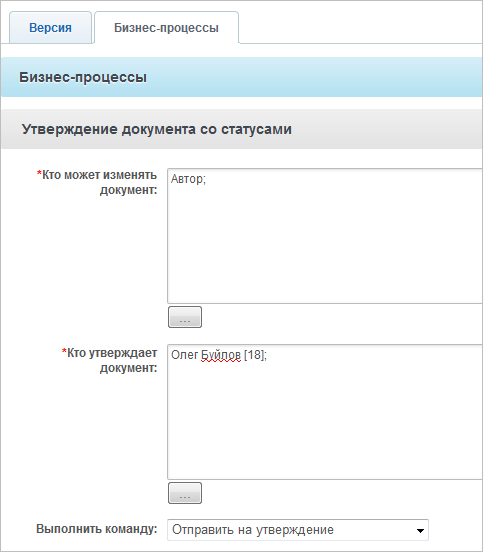 Версия Бизнес-процессы
Бизнес-процессы
Утверждение документа со статусами
*Кто может изменять
документ:
Автор;
...
*Кто утверждает
документ:
Олег Буйлов [18];
...
Выполнить команду: Отправить на утверждение